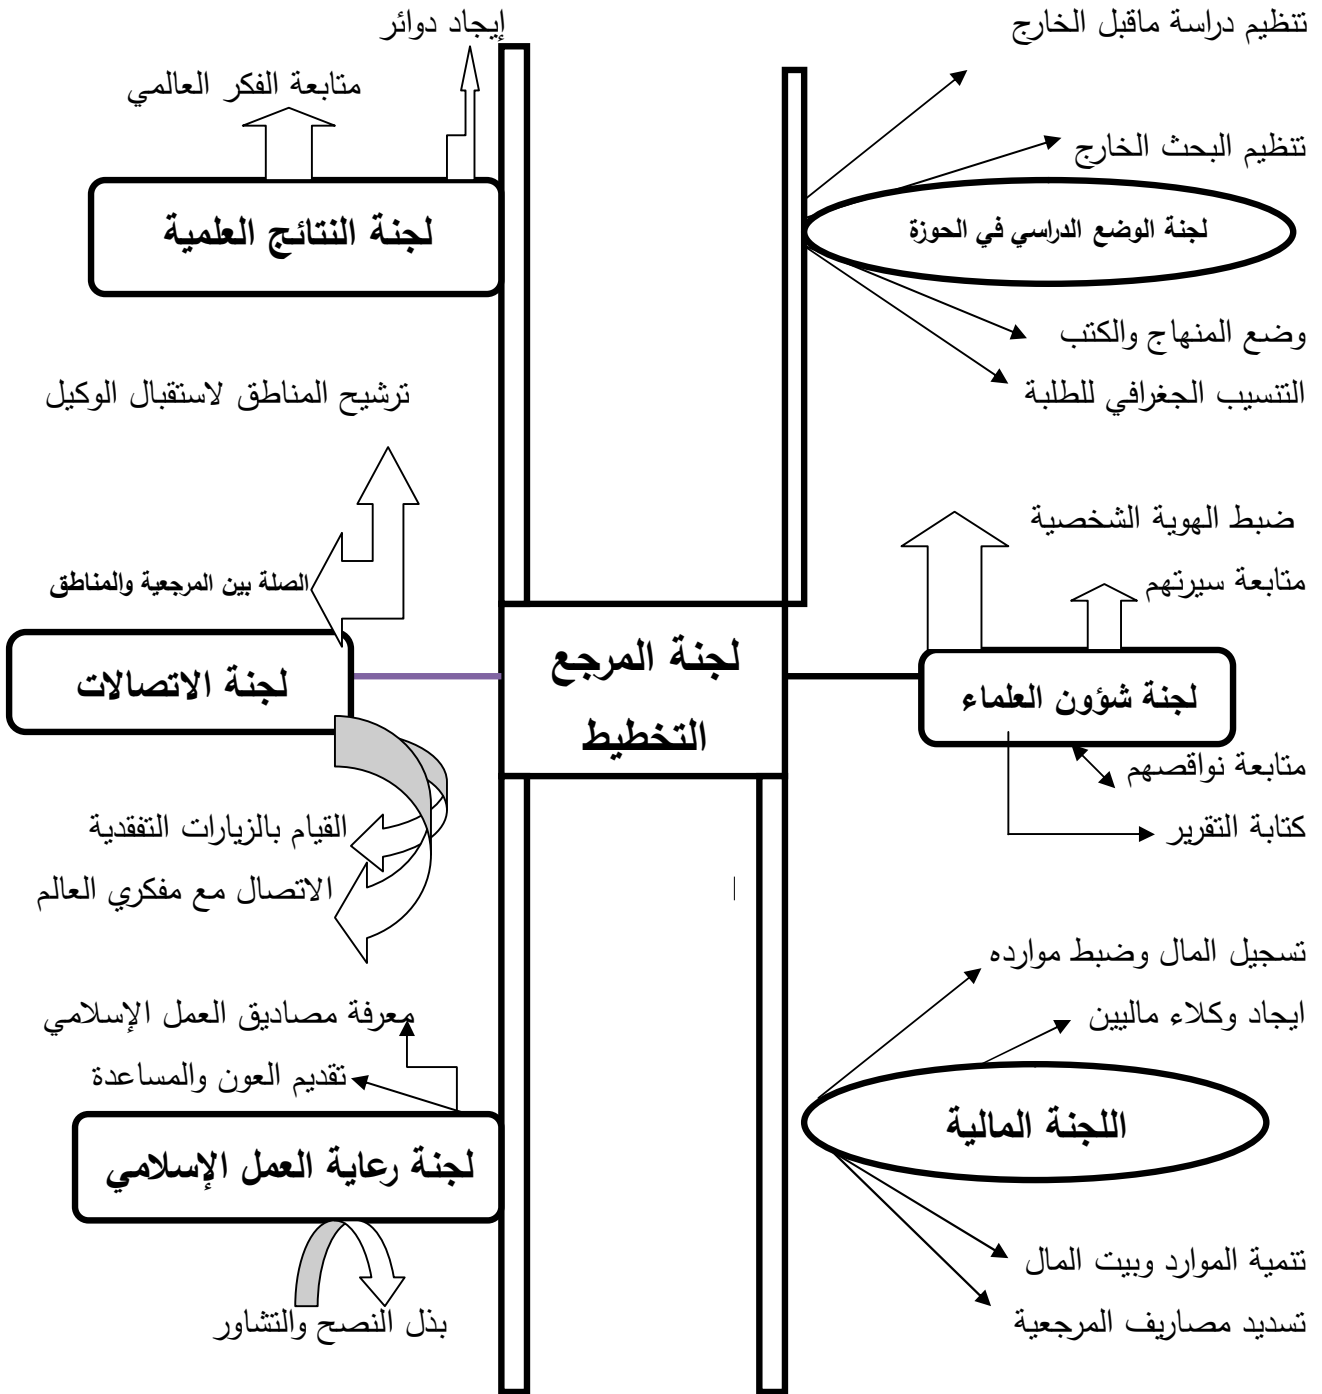 تنظيم دراسة ماقبل الخارج
تنظيم البحث الخارج
لجنة الوضع الدراسي في الحوزة
وضع المنهاج والكتب
التنسيب الجغرافي للطلبة
ضبط الهوية الشخصية
متابعة سيرتهم
لجنة شؤون العلماء
متابعة نواقصهم
كتابة التقرير
تسجيل المال وضبط موارده
ايجاد وكلاء ماليين
اللجنة المالية
تنمية الموارد وبيت المال
تسديد مصاريف المرجعية
لجنة المرجع
التخطيط
إيجاد دوائر
متابعة الفكر العالمي
لجنة النتائج العلمية
ترشيح المناطق لاستقبال الوكيل
الصلة بين المرجعية والمناطق
لجنة الاتصالات
القيام بالزيارات التفقدية
الاتصال مع مفكري العالم
معرفة مصاديق العمل الإسلامي
تقديم العون والمساعدة
لجنة رعاية العمل الإسلامي
بذل النصح والتشاور